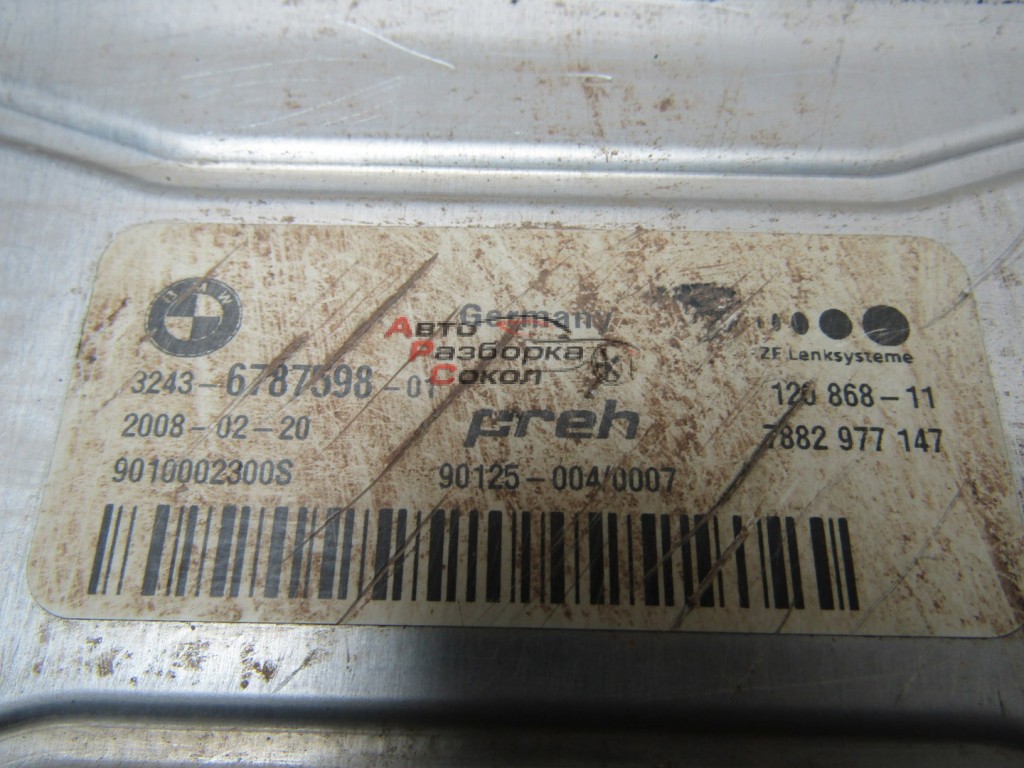 BMW
Germany
ZF Lenksysteme
Авто
Разборка
Сокол
3243-6787598-01
120 868-11
2008-02-20
preh
7882 977 147
9010002300S
90125-004/0007